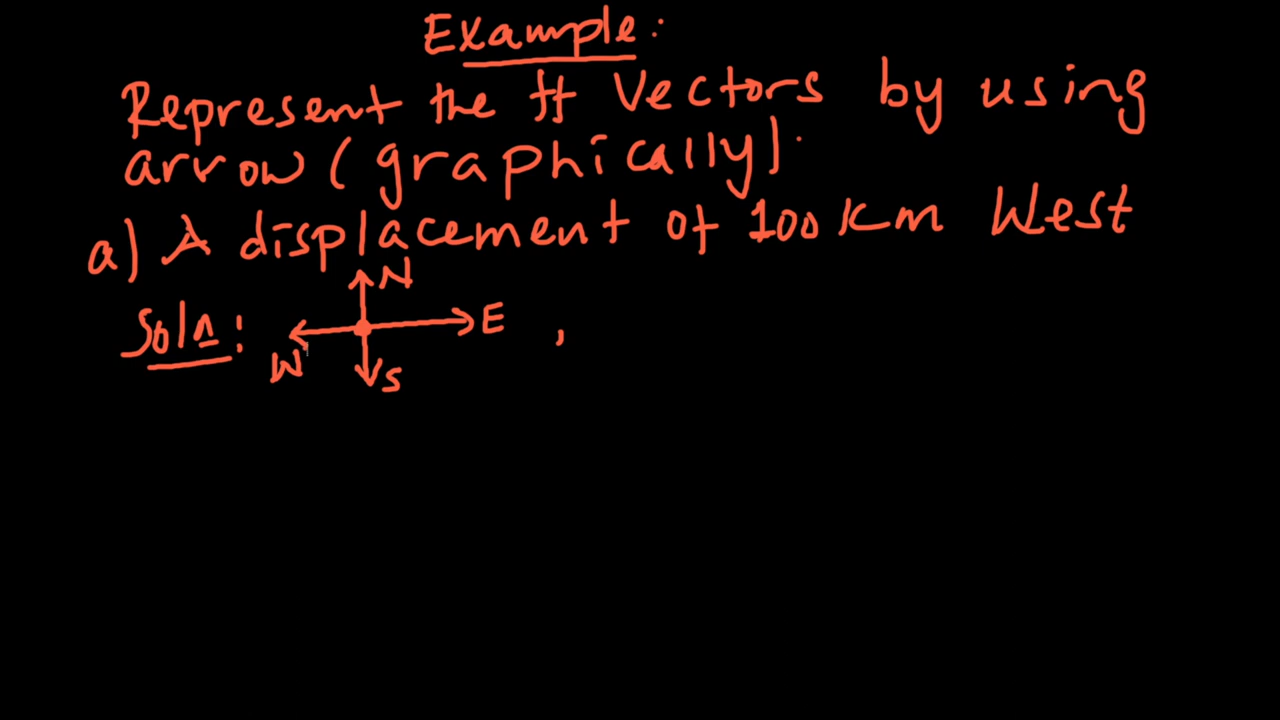 Example:
Represent the ff Vectors by using
arrow (graphically).
a) A displacement of 100 km West
N
Soln: E ,
W
S